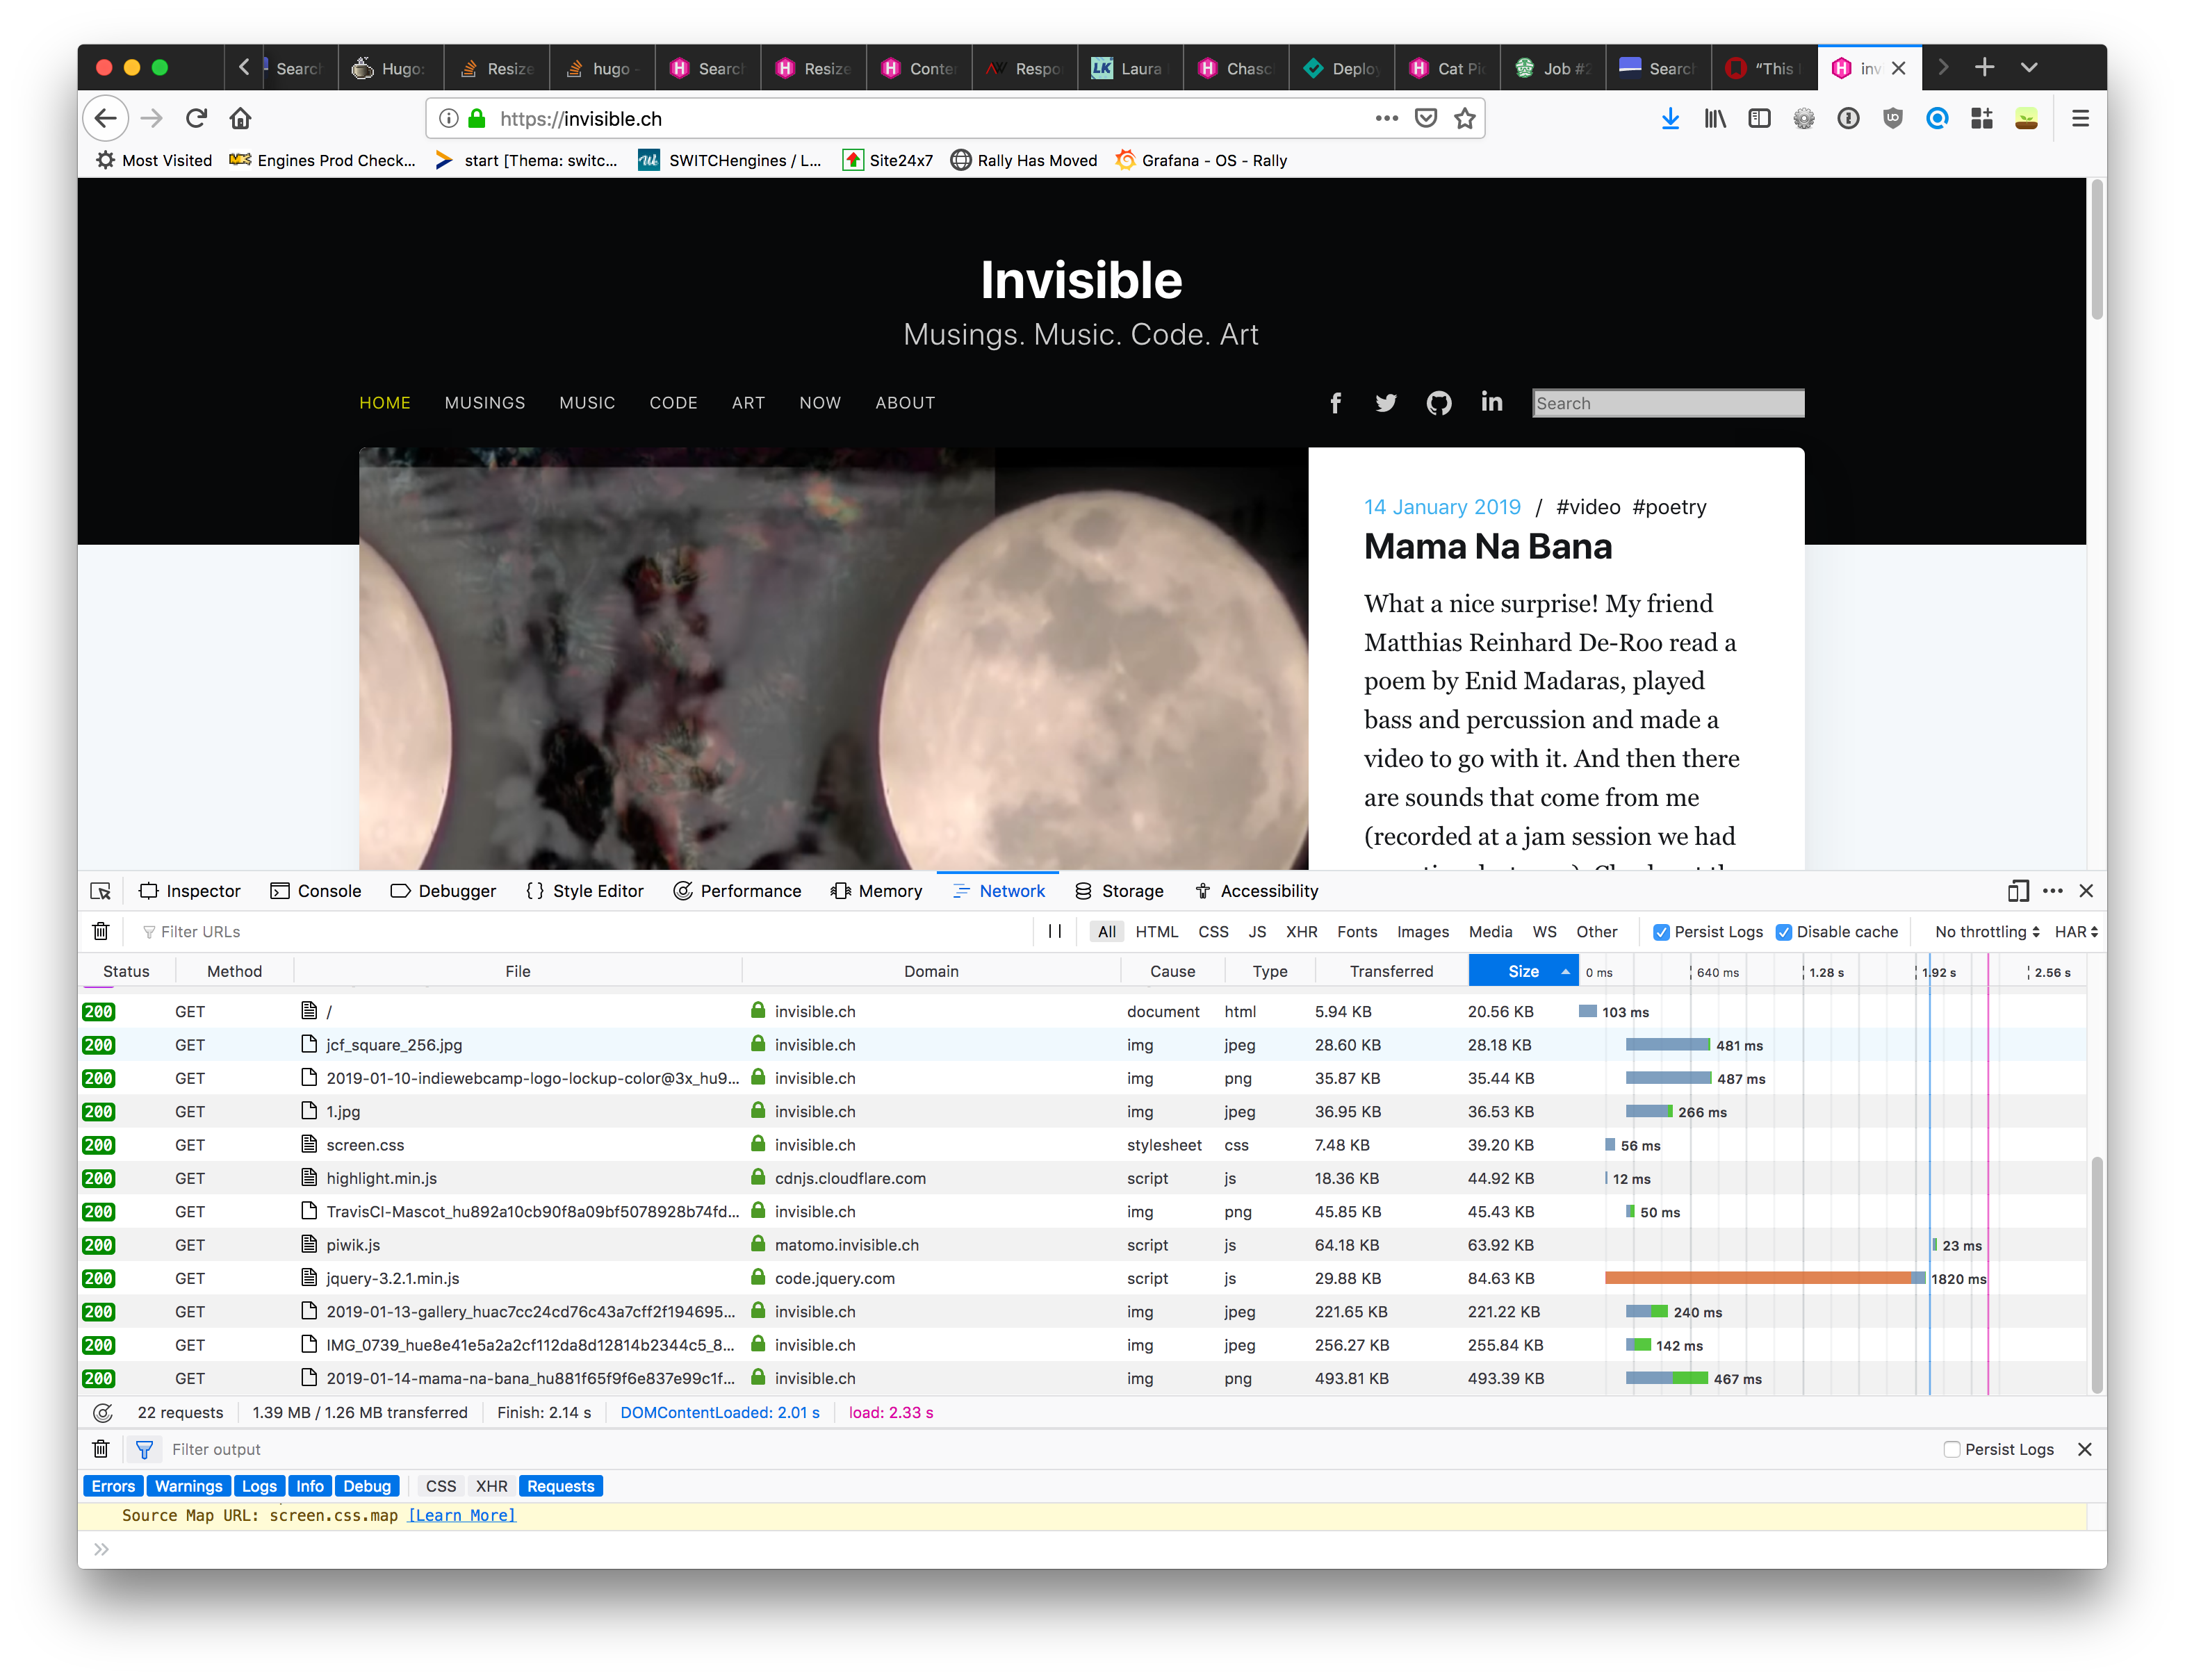 Search Hugo: Resize hugo - Search Resize Conte Respo Laura Chasc Deploy Cat Pic Job #2 Search "This inv
https://invisible.ch
Most Visited Engines Prod Check... start [Thema: switc... SWITCHengines / L... Site24x7 Rally Has Moved Grafana - OS - Rally
Invisible
Musings. Music. Code. Art
HOME MUSINGS MUSIC CODE ART NOW ABOUT Search
14 January 2019 / #video #poetry
Mama Na Bana
What a nice surprise! My friend
Matthias Reinhard De-Roo read a
poem by Enid Madaras, played
bass and percussion and made a
video to go with it. And then there
are sounds that come from me
(recorded at a jam session we had
Inspector Console Debugger Style Editor Performance Memory Network Storage Accessibility
Filter URLs All HTML CSS JS XHR Fonts Images Media WS Other Persist Logs Disable cache No throttling HAR
Status Method File Domain Cause Type Transferred Size 0 ms 640 ms 1.28 s 1.92 s 2.56 s
200 GET / invisible.ch document html 5.94 KB 20.56 KB 103 ms
200 GET jcf_square_256.jpg invisible.ch img jpeg 28.60 KB 28.18 KB 481 ms
200 GET 2019-01-10-indiewebcamp-logo-lockup-color@3x_hu9... invisible.ch img png 35.87 KB 35.44 KB 487 ms
200 GET 1.jpg invisible.ch img jpeg 36.95 KB 36.53 KB 266 ms
200 GET screen.css invisible.ch stylesheet css 7.48 KB 39.20 KB 56 ms
200 GET highlight.min.js cdnjs.cloudflare.com script js 18.36 KB 44.92 KB 12 ms
200 GET TravisCI-Mascot_hu892a10cb90f8a09bf5078928b74fd... invisible.ch img png 45.85 KB 45.43 KB 50 ms
200 GET piwik.js matomo.invisible.ch script js 64.18 KB 63.92 KB 23 ms
200 GET jquery-3.2.1.min.js code.jquery.com script js 29.88 KB 84.63 KB 1820 ms
200 GET 2019-01-13-gallery_huac7cc24cd76c43a7cff2f194695... invisible.ch img jpeg 221.65 KB 221.22 KB 240 ms
200 GET IMG_0739_hue8e41e5a2a2cf112da8d12814b2344c5_8... invisible.ch img jpeg 256.27 KB 255.84 KB 142 ms
200 GET 2019-01-14-mama-na-bana_hu881f65f9f6e837e99c1f... invisible.ch img png 493.81 KB 493.39 KB 467 ms
22 requests 1.39 MB / 1.26 MB transferred Finish: 2.14 s DOMContentLoaded: 2.01 s load: 2.33 s
Filter output Persist Logs
Errors Warnings Logs Info Debug CSS XHR Requests
Source Map URL: screen.css.map [Learn More]